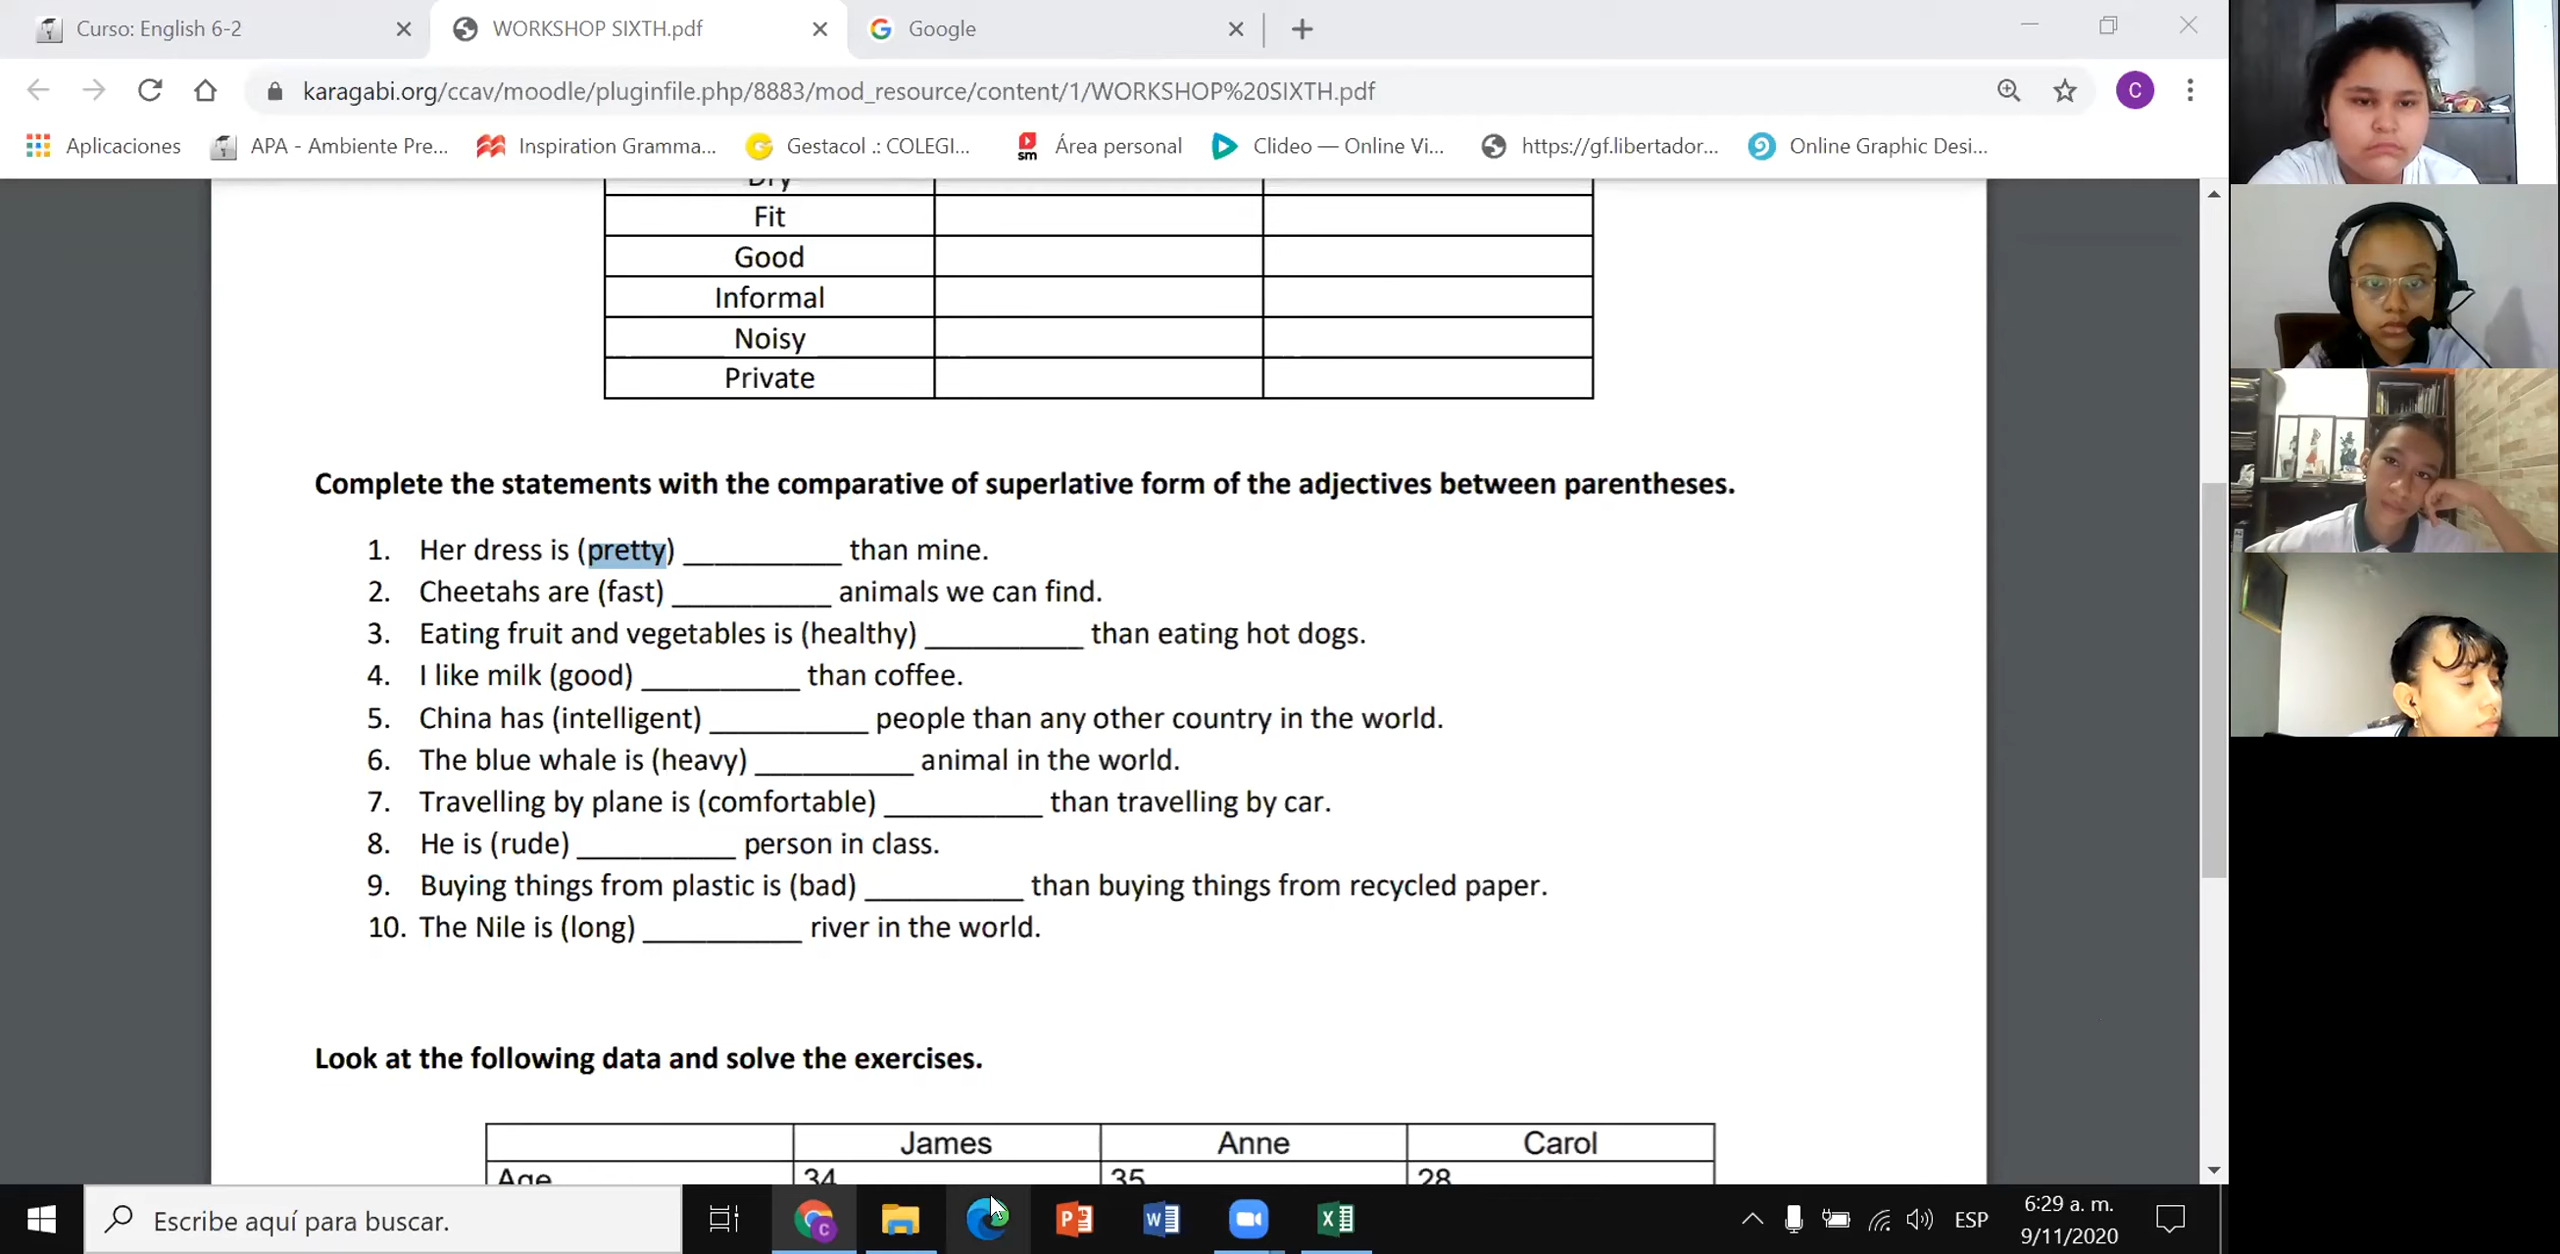 Curso: English 6-2
WORKSHOP SIXTH.pdf
Google
karagabi.org/ccav/moodle/pluginfile.php/8883/mod_resource/content/1/WORKSHOP%20SIXTH.pdf
C
Aplicaciones
APA - Ambiente Pre...
Inspiration Gramma...
Gestacol .: COLEGI...
sm
Área personal
Clideo — Online Vi...
https://gf.libertador...
Online Graphic Desi...
Dry
Fit
Good
Informal
Noisy
Private
Complete the statements with the comparative of superlative form of the adjectives between parentheses.
1. Her dress is (pretty) __________ than mine.
2. Cheetahs are (fast) __________ animals we can find.
3. Eating fruit and vegetables is (healthy) __________ than eating hot dogs.
4. I like milk (good) __________ than coffee.
5. China has (intelligent) __________ people than any other country in the world.
6. The blue whale is (heavy) __________ animal in the world.
7. Travelling by plane is (comfortable) __________ than travelling by car.
8. He is (rude) __________ person in class.
9. Buying things from plastic is (bad) __________ than buying things from recycled paper.
10. The Nile is (long) __________ river in the world.
Look at the following data and solve the exercises.
James Anne Carol
Age 34 35 28
Escribe aquí para buscar.
ESP
6:29 a. m.
9/11/2020